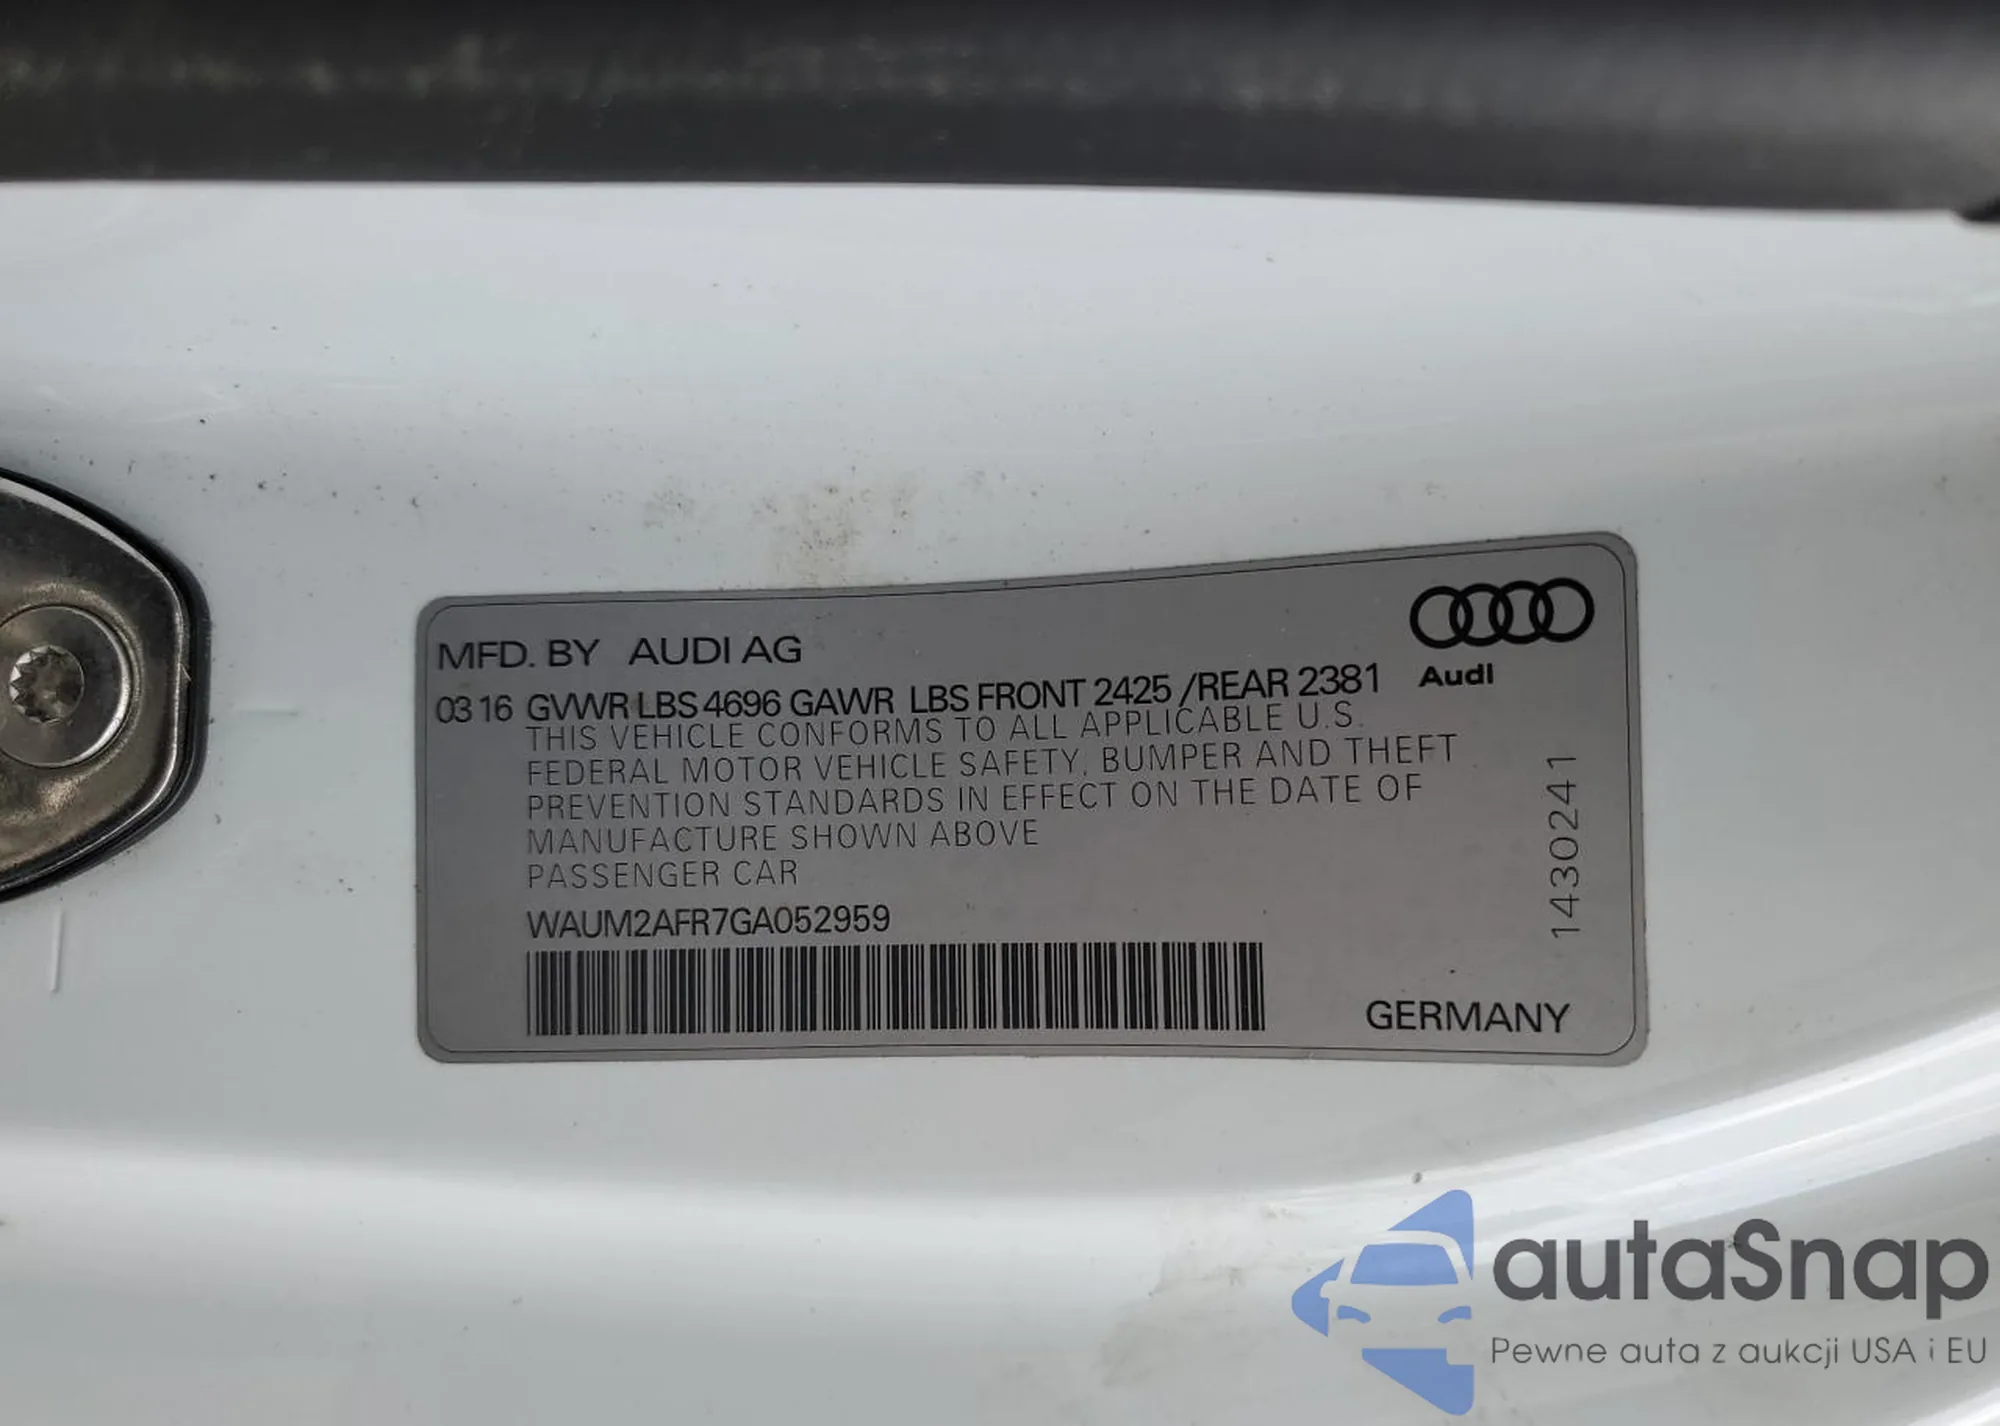 MFD. BY AUDI AG
Audi
03 16 GVWR LBS 4696 GAWR LBS FRONT 2425 /REAR 2381
THIS VEHICLE CONFORMS TO ALL APPLICABLE U.S.
FEDERAL MOTOR VEHICLE SAFETY, BUMPER AND THEFT
PREVENTION STANDARDS IN EFFECT ON THE DATE OF
MANUFACTURE SHOWN ABOVE
PASSENGER CAR
WAUM2AFR7GA052959
1430241
GERMANY
autaSnap
Pewne auta z aukcji USA i EU